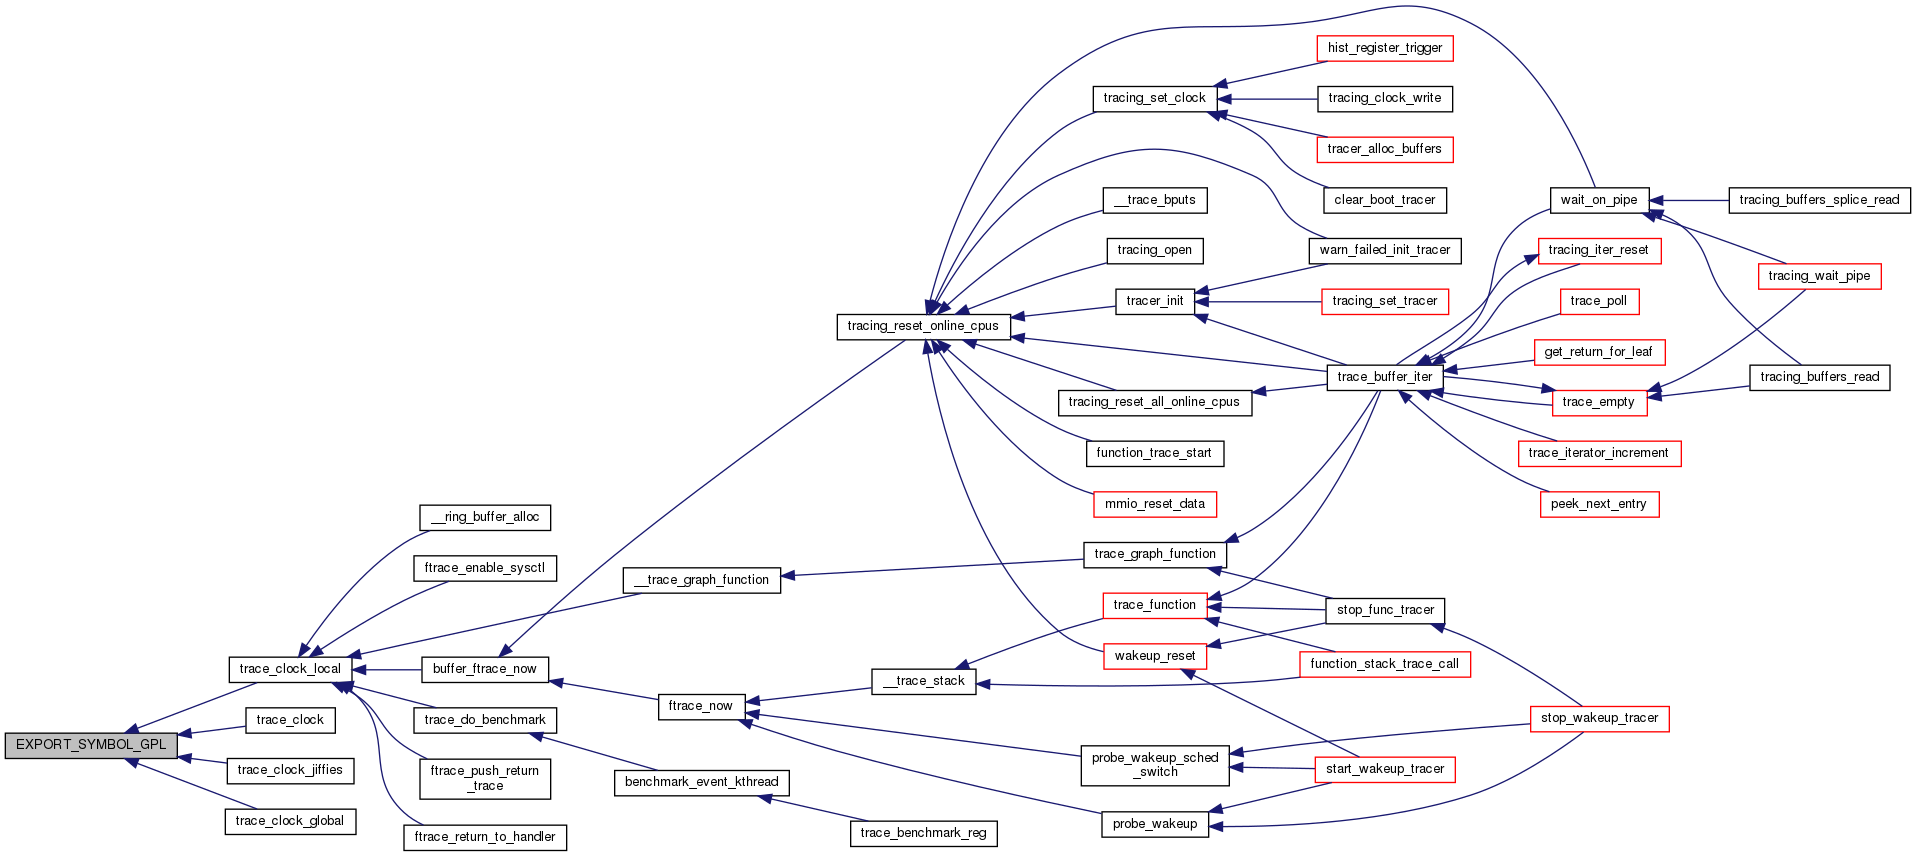 hist_register_trigger
tracing_set_clock
tracing_clock_write
tracer_alloc_buffers
__trace_bputs
clear_boot_tracer
wait_on_pipe
tracing_buffers_splice_read
tracing_open
warn_failed_init_tracer
tracing_iter_reset
tracing_wait_pipe
tracer_init
tracing_set_tracer
trace_poll
tracing_reset_online_cpus
get_return_for_leaf
trace_buffer_iter
tracing_buffers_read
tracing_reset_all_online_cpus
trace_empty
function_trace_start
trace_iterator_increment
mmio_reset_data
peek_next_entry
__ring_buffer_alloc
ftrace_enable_sysctl
__trace_graph_function
trace_graph_function
trace_function
stop_func_tracer
trace_clock_local
buffer_ftrace_now
wakeup_reset
function_stack_trace_call
__trace_stack
ftrace_now
trace_clock
trace_do_benchmark
stop_wakeup_tracer
EXPORT_SYMBOL_GPL
probe_wakeup_sched
_switch
trace_clock_jiffies
ftrace_push_return
_trace
benchmark_event_kthread
start_wakeup_tracer
trace_clock_global
ftrace_return_to_handler
trace_benchmark_reg
probe_wakeup